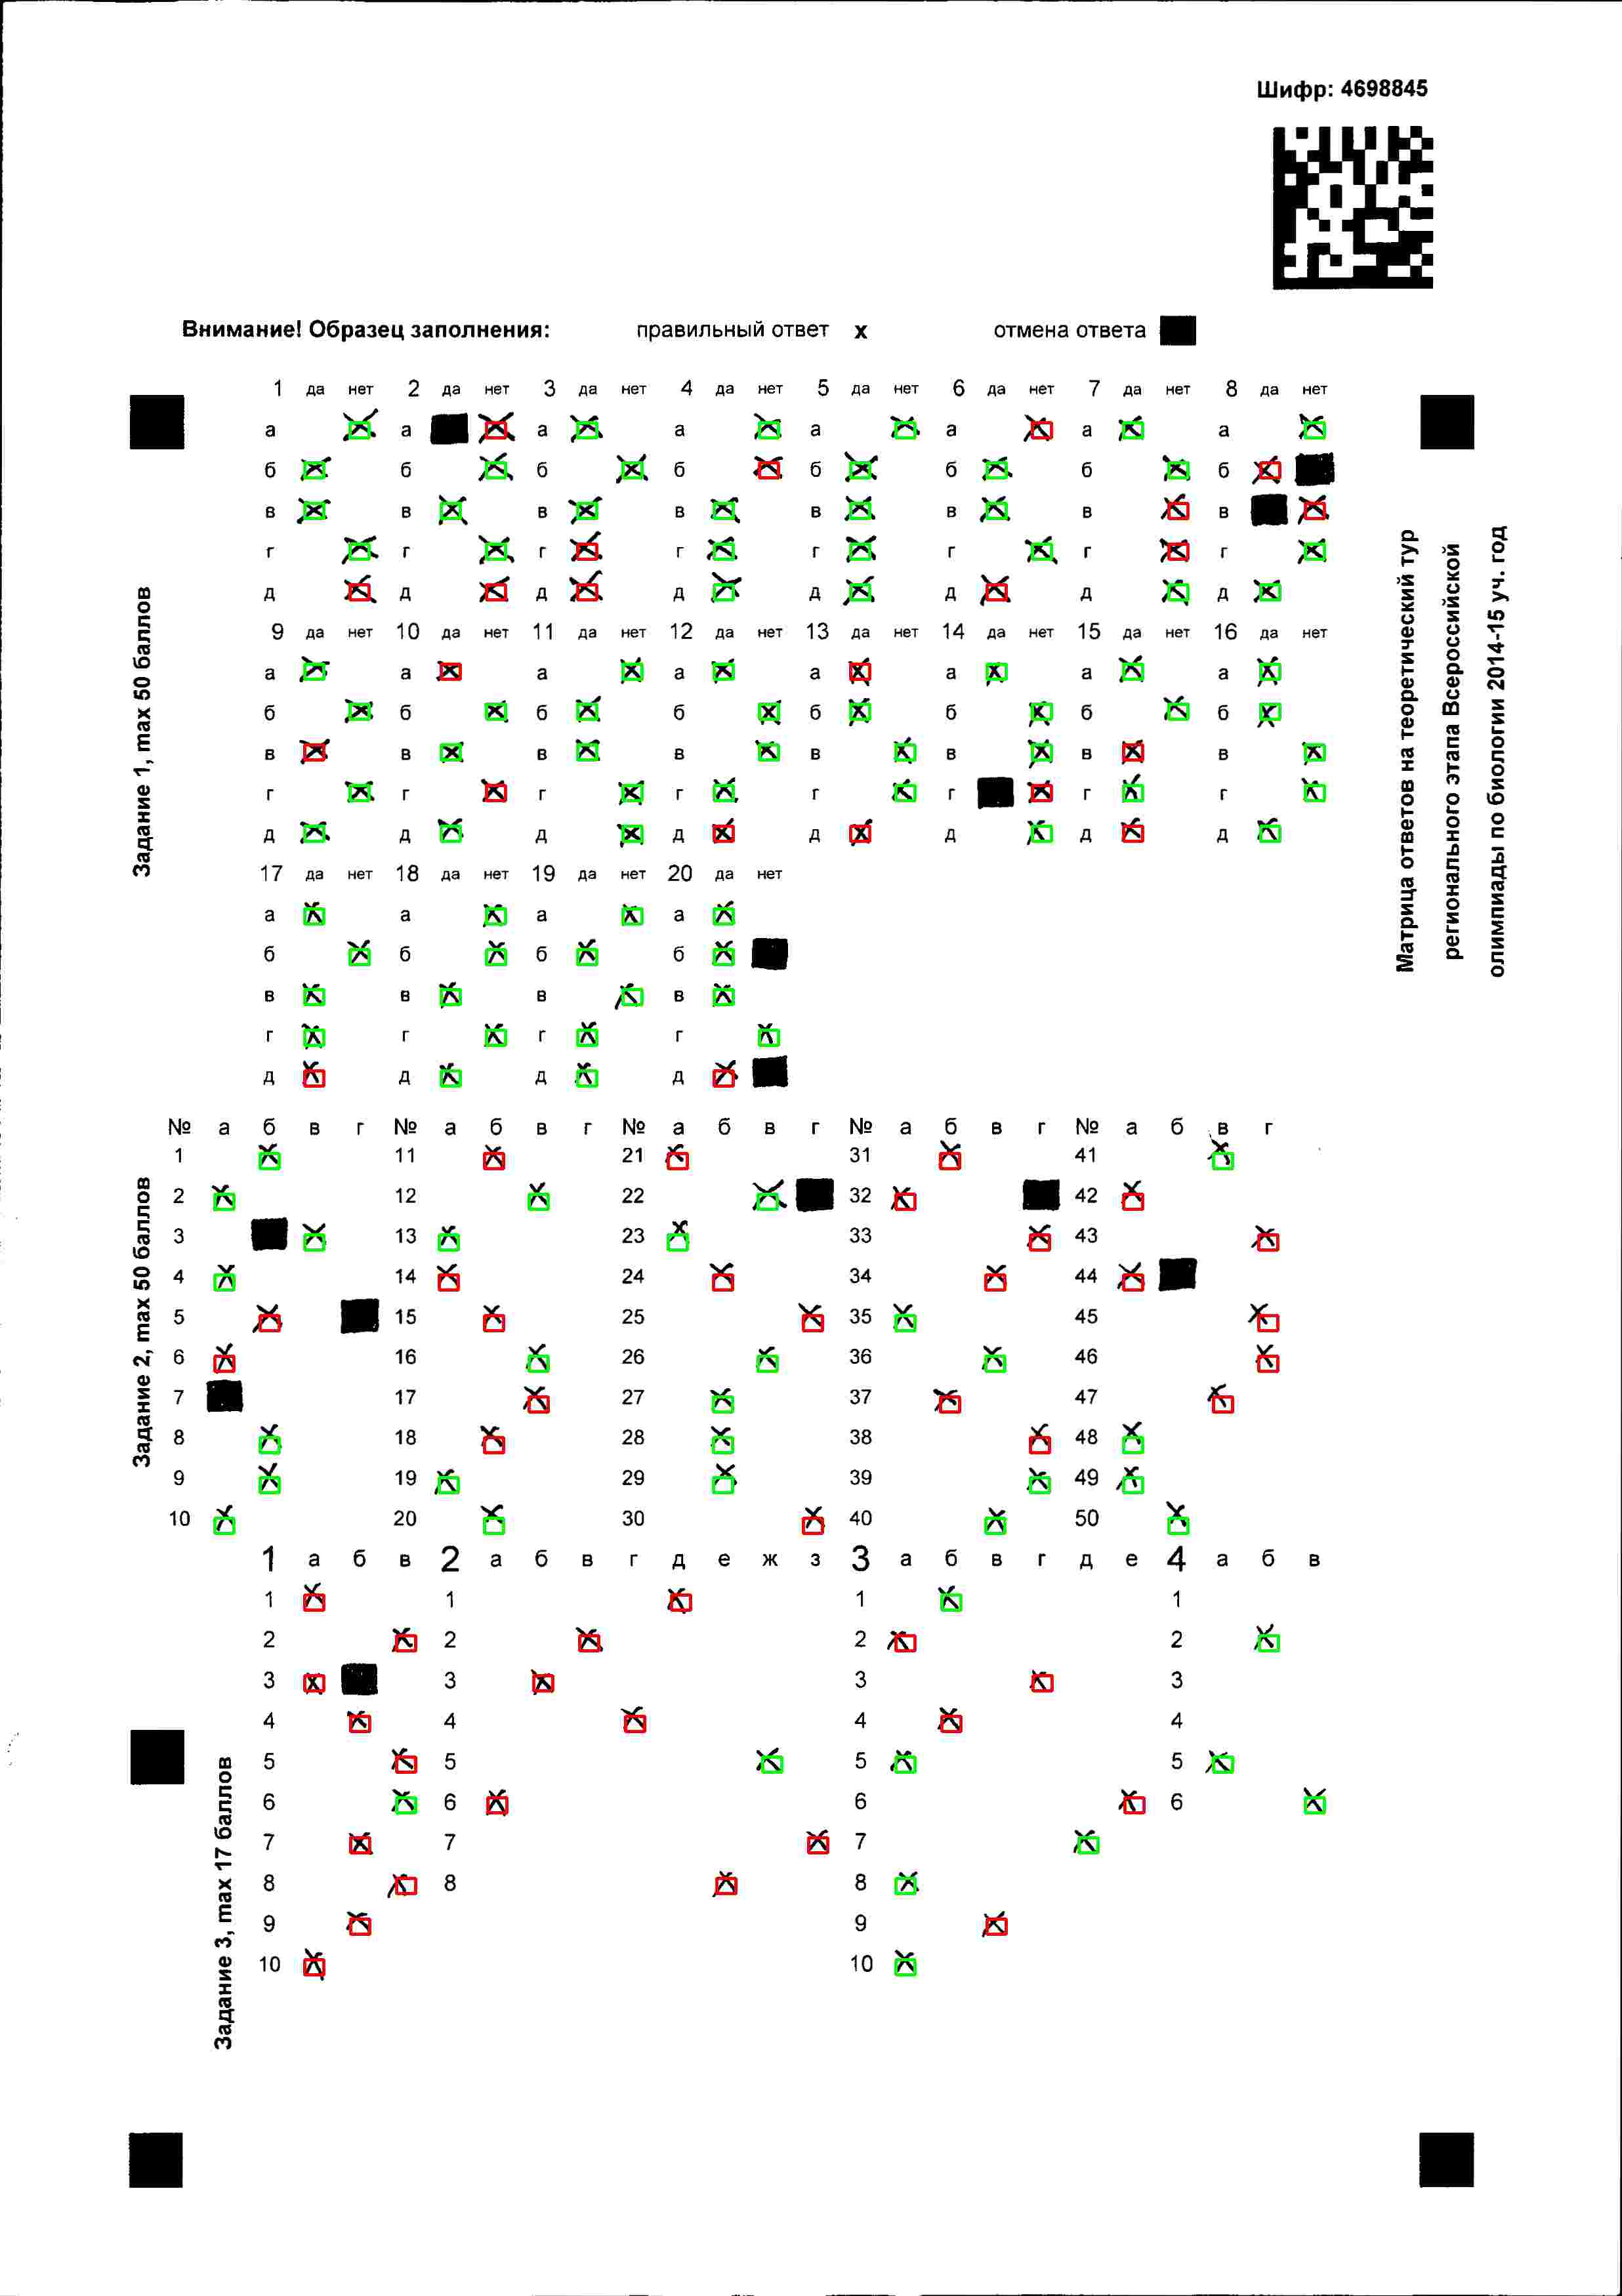 Шифр: 4698845
Внимание! Образец заполнения: правильный ответ х отмена ответа
1 да нет 2 да нет 3 да нет 4 да нет 5 да нет 6 да нет 7 да нет 8 да нет
а а а а а а а а
б б б б б б б б
в в в в в в в в
г г г г г г г г
д д д д д д д д
9 да нет 10 да нет 11 да нет 12 да нет 13 да нет 14 да нет 15 да нет 16 да нет
а а а а а а а а
б б б б б б б б
в в в в в в в в
г г г г г г г г
д д д д д д д д
17 да нет 18 да нет 19 да нет 20 да нет
а а а а
б б б б
в в в в
г г г г
д д д д
Задание 1, max 50 баллов
Матрица ответов на теоретический тур
регионального этапа Всероссийской
олимпиады по биологии 2014-15 уч. год
№ а б в г № а б в г № а б в г № а б в г № а б в г
1 11 21 31 41
2 12 22 32 42
3 13 23 33 43
4 14 24 34 44
5 15 25 35 45
6 16 26 36 46
7 17 27 37 47
8 18 28 38 48
9 19 29 39 49
10 20 30 40 50
Задание 2, max 50 баллов
1 а б в 2 а б в г д е ж з 3 а б в г д е 4 а б в
1 1 1 1
2 2 2 2
3 3 3 3
4 4 4 4
5 5 5 5
6 6 6 6
7 7 7
8 8 8
9 9
10 10
Задание 3, max 17 баллов